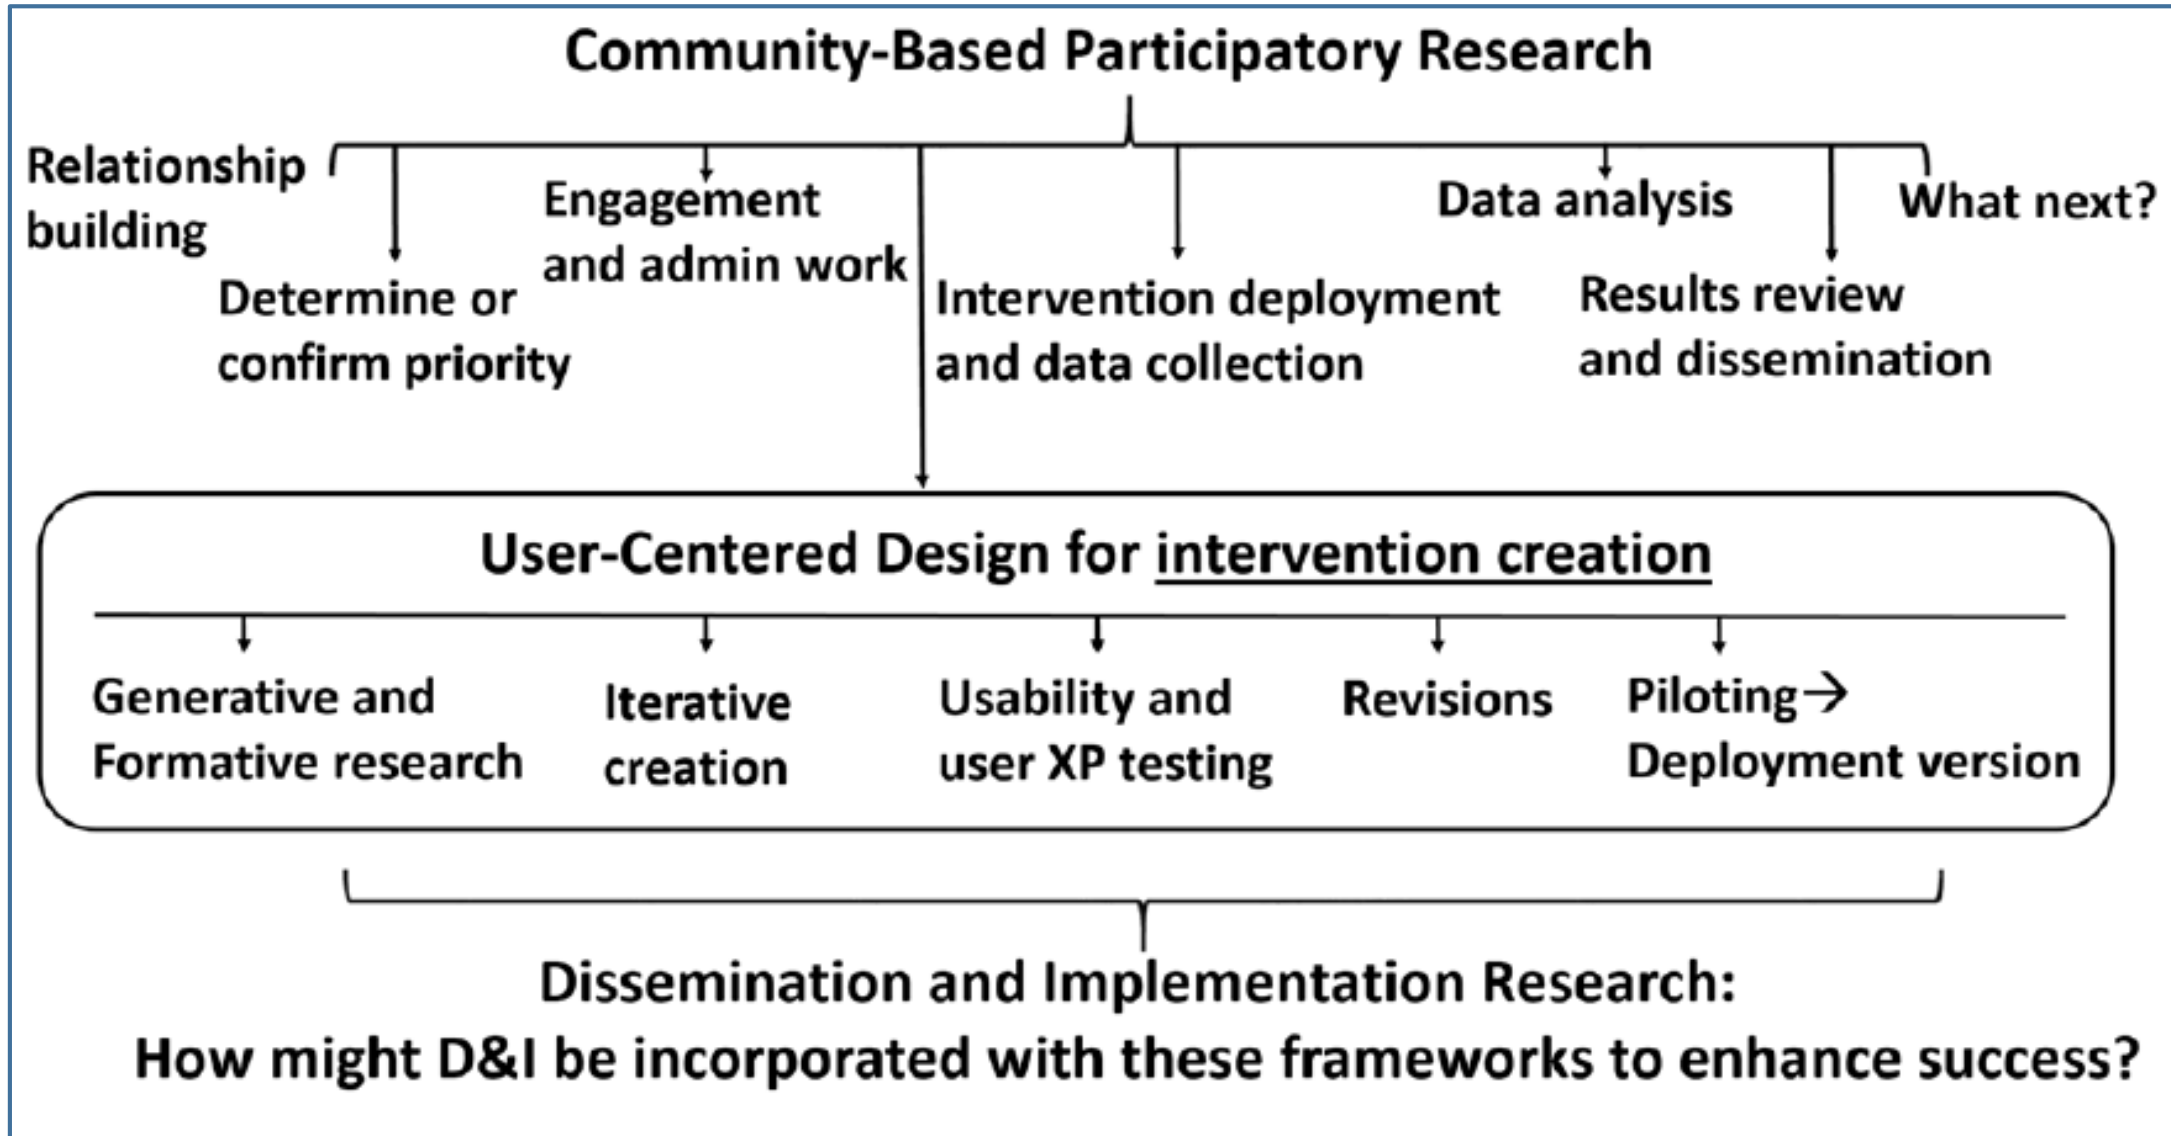 Community-Based Participatory Research
Relationship
building
Determine or
confirm priority
Engagement
and admin work
Intervention deployment
and data collection
Data analysis
Results review
and dissemination
What next?
User-Centered Design for intervention creation
Generative and
Formative research
Iterative
creation
Usability and
user XP testing
Revisions
Piloting→
Deployment version
Dissemination and Implementation Research:
How might D&I be incorporated with these frameworks to enhance success?